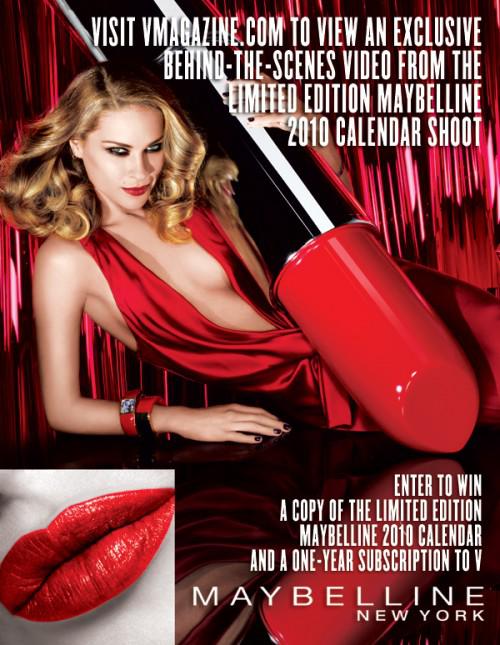 VISIT VMAGAZINE.COM TO VIEW AN EXCLUSIVE
BEHIND-THE-SCENES VIDEO FROM THE
LIMITED EDITION MAYBELLINE
2010 CALENDAR SHOOT
ENTER TO WIN
A COPY OF THE LIMITED EDITION
MAYBELLINE 2010 CALENDAR
AND A ONE-YEAR SUBSCRIPTION TO V
MAYBELLINE
NEW YORK